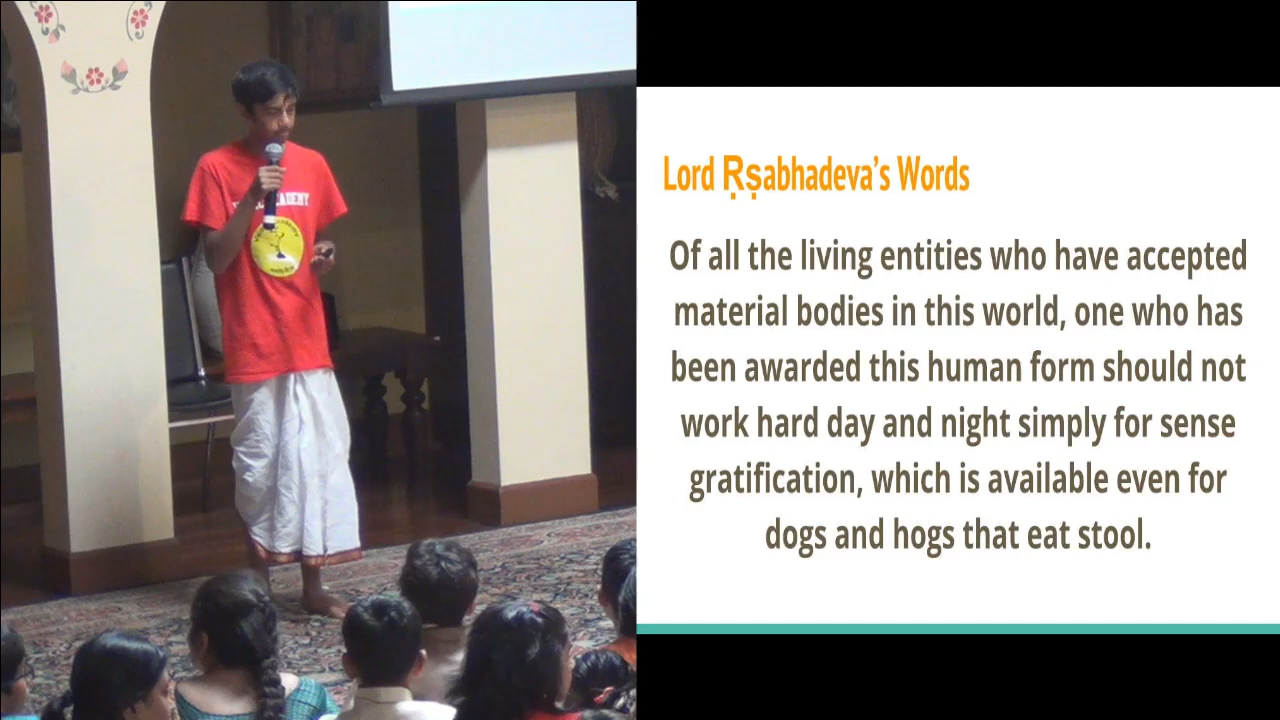 Lord Ṛṣabhadeva’s Words
Of all the living entities who have accepted
material bodies in this world, one who has
been awarded this human form should not
work hard day and night simply for sense
gratification, which is available even for
dogs and hogs that eat stool.